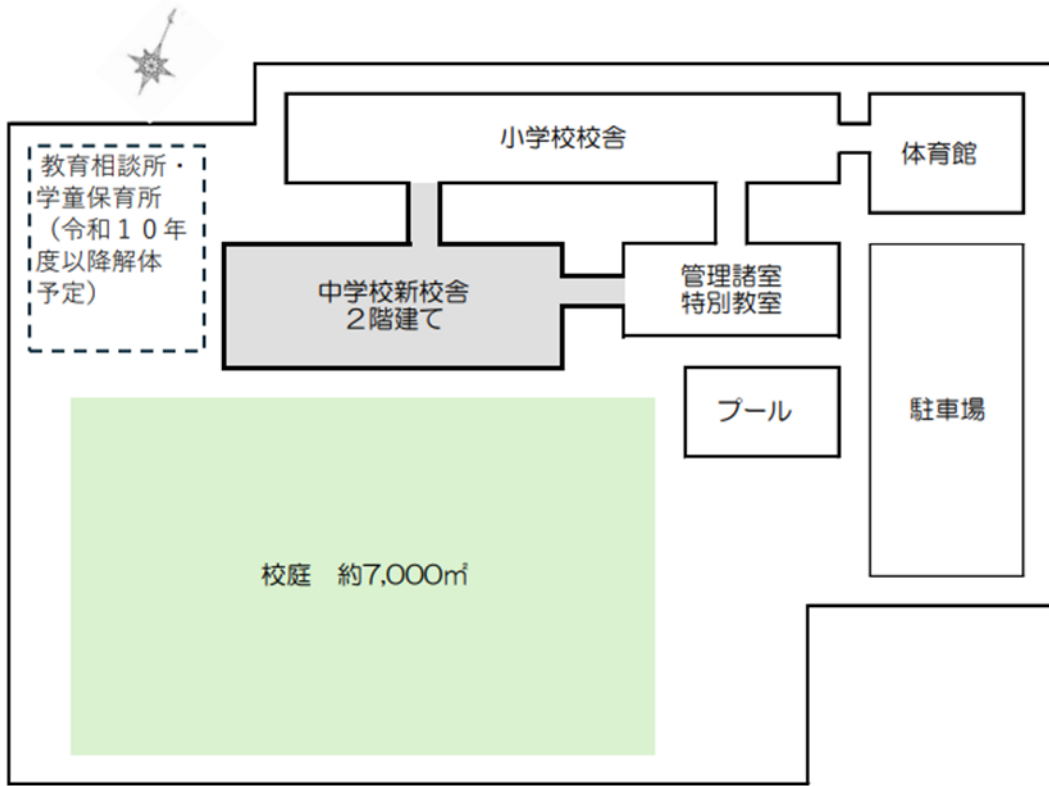 小学校校舎
体育館
教育相談所・
学童保育所
（令和１０年
度以降解体
予定）
中学校新校舎
２階建て
管理諸室
特別教室
プール
駐車場
校庭　約7,000㎡